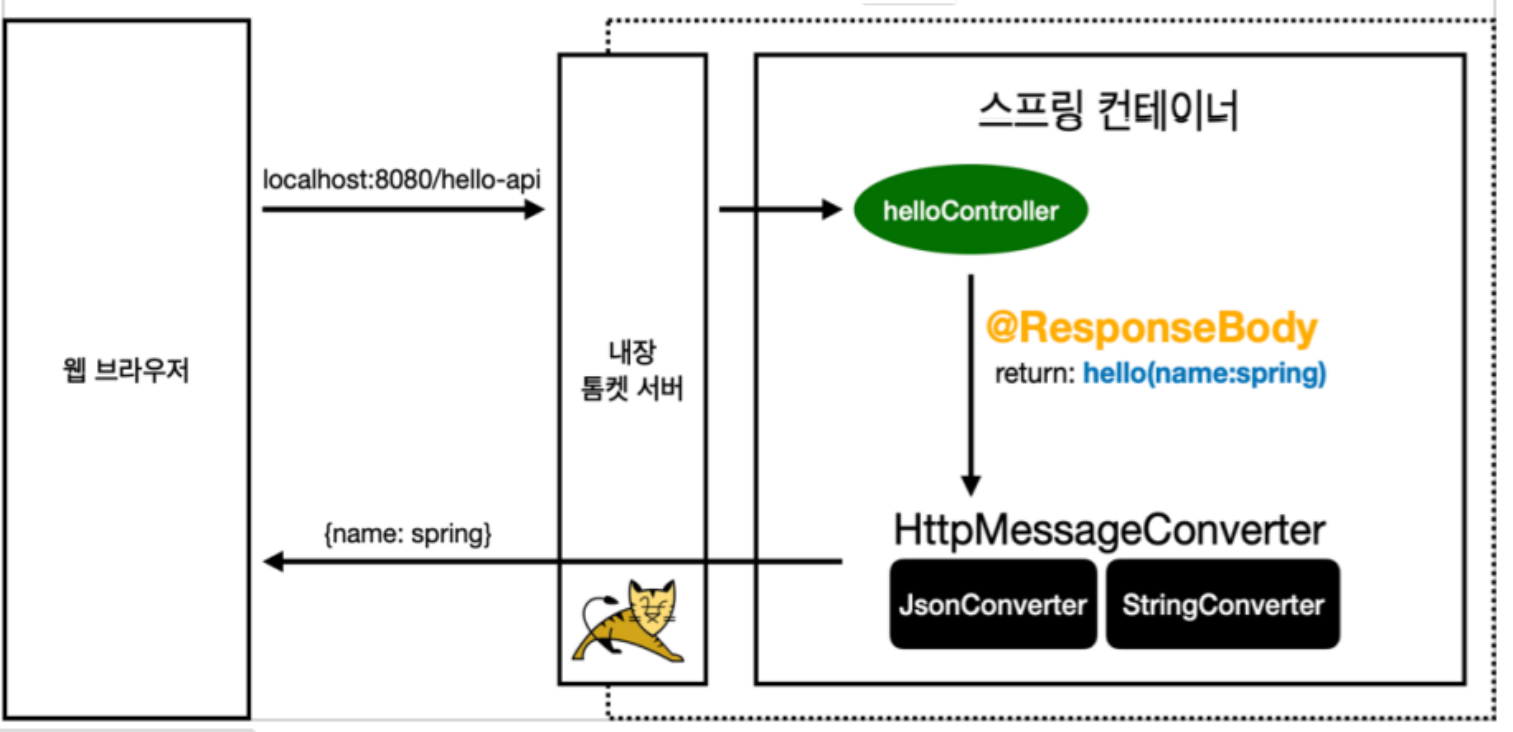 스프링 컨테이너
localhost:8080/hello-api
helloController
@ResponseBody
return: hello(name:spring)
웹 브라우저
내장
톰켓 서버
{name: spring}
HttpMessageConverter
JsonConverter
StringConverter